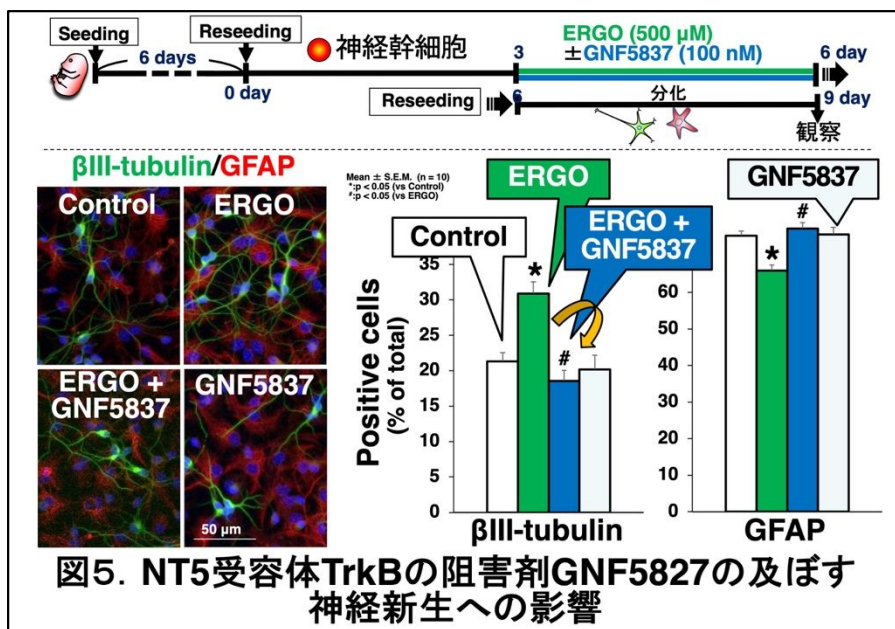 Seeding
Reseeding
6 days
神経幹細胞
0 day
3
ERGO (500 µM)
±GNF5837 (100 nM)
6 day
Reseeding
6
分化
9 day
観察
βIII-tubulin/GFAP
Control
ERGO
ERGO +
GNF5837
GNF5837
50 µm
Mean ± S.E.M. (n = 10)
*:p < 0.05 (vs Control)
#:p < 0.05 (vs ERGO)
Control
ERGO
ERGO +
GNF5837
GNF5837
Positive cells
(% of total)
35
30
25
20
15
10
5
0
*
#
βIII-tubulin
80
60
40
20
0
*
#
GFAP
図5. NT5受容体TrkBの阻害剤GNF5827の及ぼす
神経新生への影響